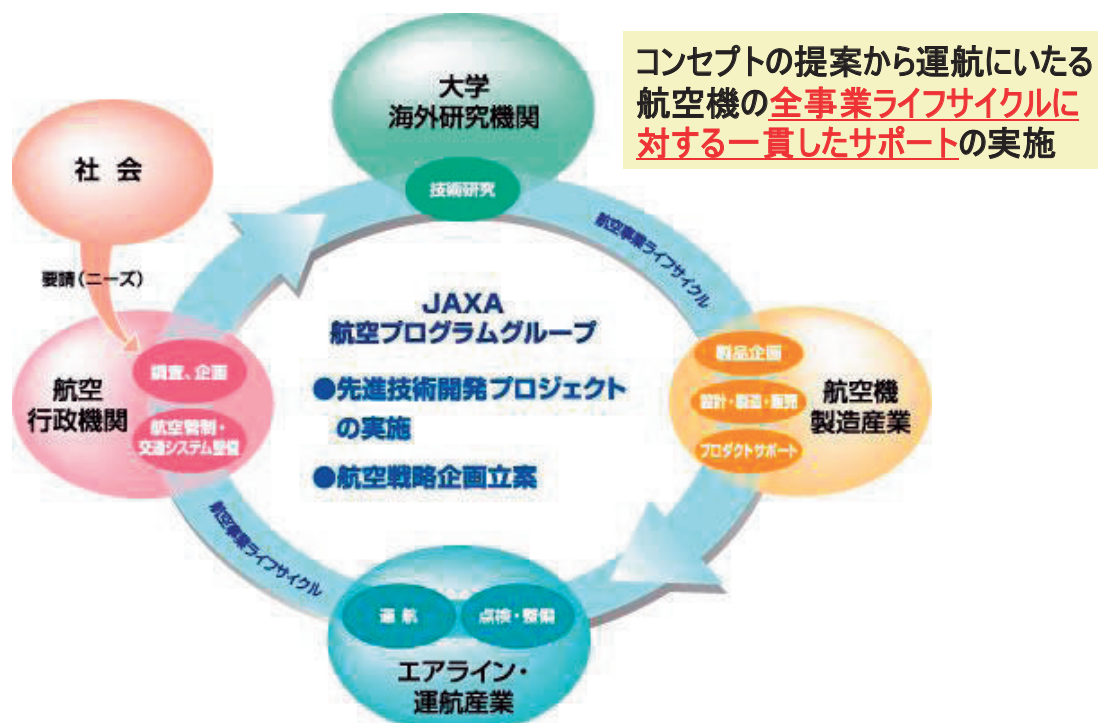 コンセプトの提案から運航にいたる
航空機の全事業ライフサイクルに
対する一貫したサポートの実施
大学
海外研究機関
技術研究
社 会
要請(ニーズ)
航空事業ライフサイクル
JAXA
航空プログラムグループ
●先進技術開発プロジェクト
の実施
●航空戦略企画立案
航空
行政機関
調査、企画
航空管制・
交通システム整備
製品企画
設計・製造・販売
プロダクトサポート
航空機
製造産業
航空事業ライフサイクル
運 航
点検・整備
エアライン・
運航産業